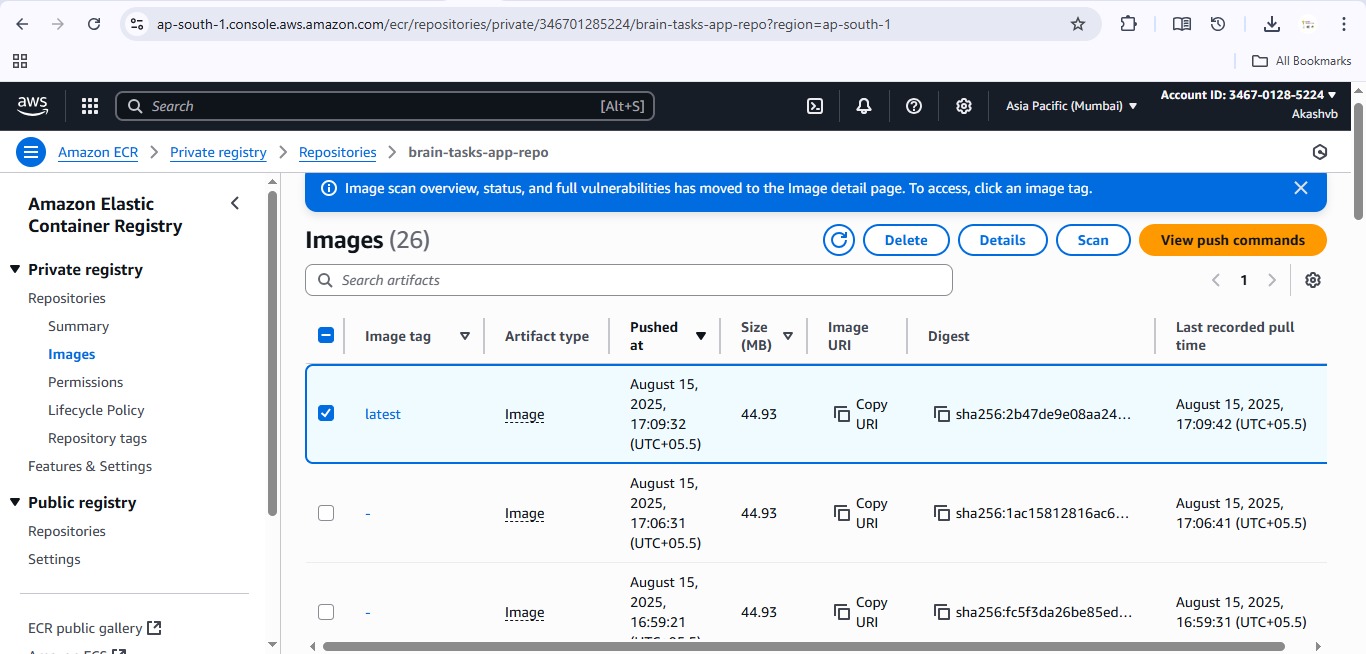 ap-south-1.console.aws.amazon.com/ecr/repositories/private/346701285224/brain-tasks-app-repo?region=ap-south-1
All Bookmarks
aws
Search
[Alt+S]
Asia Pacific (Mumbai)
Account ID: 3467-0128-5224
Akashvb
Amazon ECR
Private registry
Repositories
brain-tasks-app-repo
Amazon Elastic
Container Registry
Private registry
Repositories
Summary
Images
Permissions
Lifecycle Policy
Repository tags
Features & Settings
Public registry
Repositories
Settings
ECR public gallery
Image scan overview, status, and full vulnerabilities has moved to the Image detail page. To access, click an image tag.
Images (26)
Delete
Details
Scan
View push commands
Search artifacts
1
Image tag
Artifact type
Pushed
at
Size
(MB)
Image
URI
Digest
Last recorded pull
time
latest
Image
August 15,
2025,
17:09:32
(UTC+05.5)
44.93
Copy
URI
sha256:2b47de9e08aa24...
August 15, 2025,
17:09:42 (UTC+05.5)
-
Image
August 15,
2025,
17:06:31
(UTC+05.5)
44.93
Copy
URI
sha256:1ac15812816ac6...
August 15, 2025,
17:06:41 (UTC+05.5)
-
Image
August 15,
2025,
16:59:21
44.93
Copy
URI
sha256:fc5f3da26be85ed...
August 15, 2025,
16:59:31 (UTC+05.5)